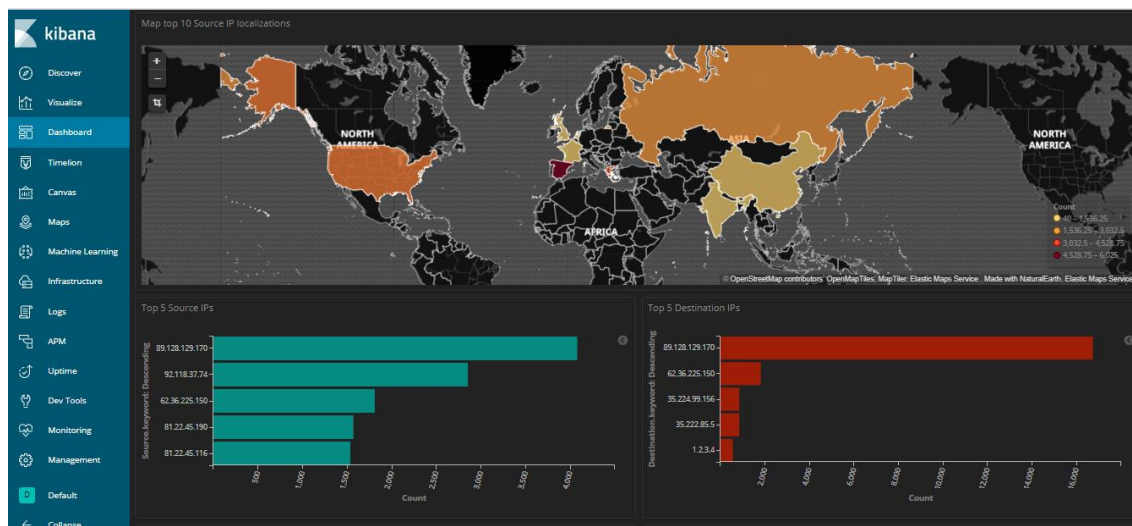 kibana
Discover
Visualize
Dashboard
Timelion
Canvas
Maps
Machine Learning
Infrastructure
Logs
APM
Uptime
Dev Tools
Monitoring
Management
D Default
Collapse
Map top 10 Source IP localizations
+
−
NORTH AMERICA
ASIA
AFRICA
NORTH AMERICA
Count
40 – 1,536.25
1,536.25 – 3,032.5
3,032.5 – 4,528.75
4,528.75 – 6,025
© OpenStreetMap contributors, OpenMapTiles, MapTiler, Elastic Maps Service, Made with NaturalEarth, Elastic Maps Service
Top 5 Source IPs
Source.keyword: Descending
89.128.129.170
92.118.37.74
62.36.225.150
81.22.45.190
81.22.45.116
500 1,000 1,500 2,000 2,500 3,000 3,500 4,000
Count
Top 5 Destination IPs
Destination.keyword: Descending
89.128.129.170
62.36.225.150
35.224.99.156
35.222.85.5
1.2.3.4
2,000 4,000 6,000 8,000 10,000 12,000 14,000 16,000
Count